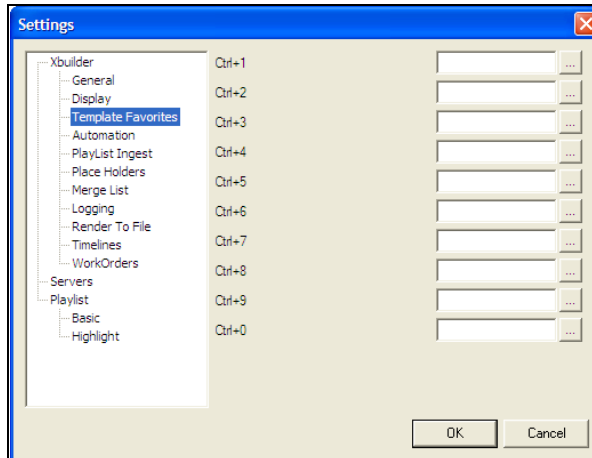 Settings
Xbuilder
General
Display
Template Favorites
Automation
PlayList Ingest
Place Holders
Merge List
Logging
Render To File
Timelines
WorkOrders
Servers
Playlist
Basic
Highlight
Ctrl+1
...
Ctrl+2
...
Ctrl+3
...
Ctrl+4
...
Ctrl+5
...
Ctrl+6
...
Ctrl+7
...
Ctrl+8
...
Ctrl+9
...
Ctrl+0
...
OK
Cancel